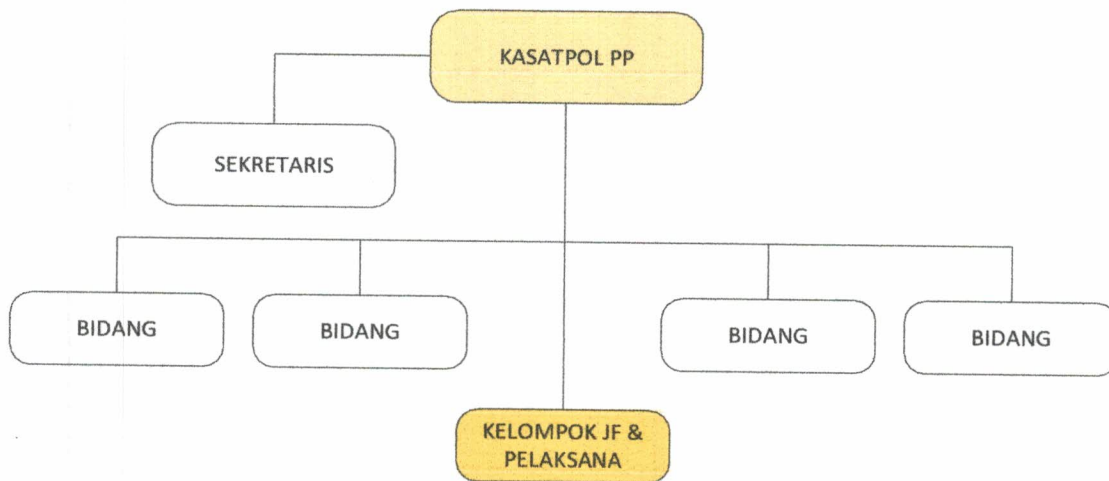 KASATPOL PP
SEKRETARIS
BIDANG
BIDANG
BIDANG
BIDANG
KELOMPOK JF &
PELAKSANA